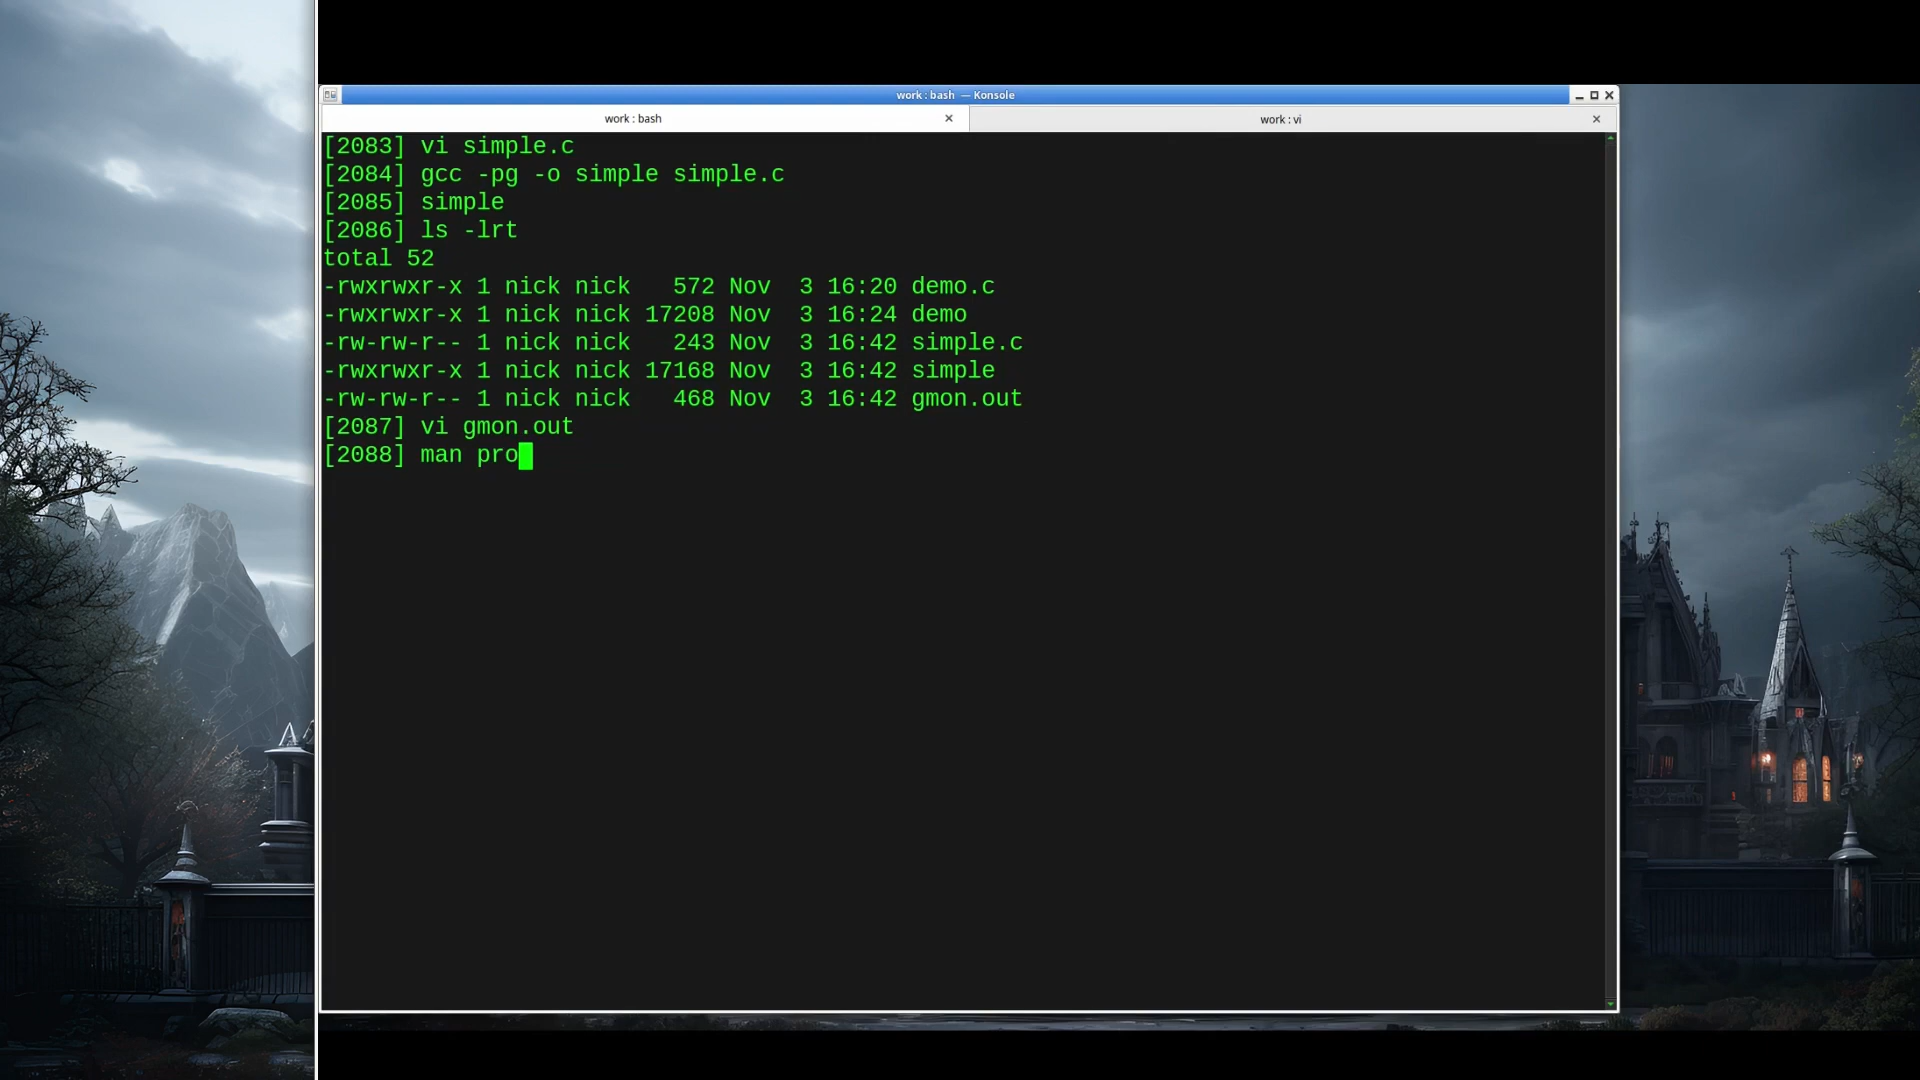 work : bash — Konsole
work : bash
work : vi
[2083] vi simple.c
[2084] gcc -pg -o simple simple.c
[2085] simple
[2086] ls -lrt
total 52
-rwxrwxr-x 1 nick nick   572 Nov  3 16:20 demo.c
-rwxrwxr-x 1 nick nick 17208 Nov  3 16:24 demo
-rw-rw-r-- 1 nick nick   243 Nov  3 16:42 simple.c
-rwxrwxr-x 1 nick nick 17168 Nov  3 16:42 simple
-rw-rw-r-- 1 nick nick   468 Nov  3 16:42 gmon.out
[2087] vi gmon.out
[2088] man pro